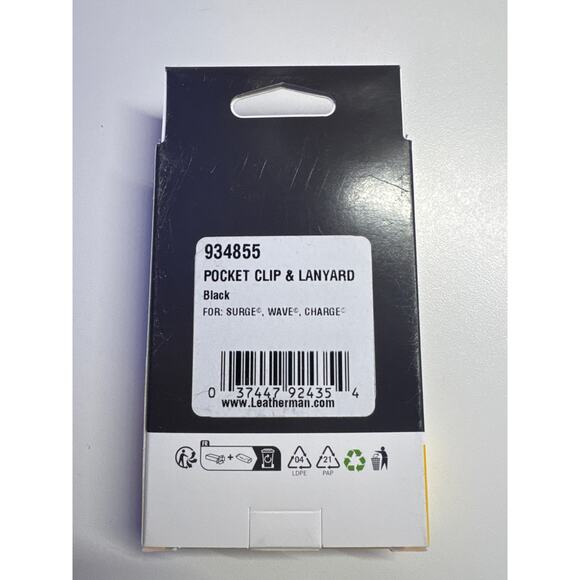 934855
POCKET CLIP & LANYARD
Black
FOR: SURGE®, WAVE®, CHARGE®
0 37447 92435 4
www.Leatherman.com
FR
+
04 21
LDPE PAP